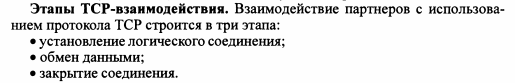 Этапы TCP-взаимодействия. Взаимодействие партнеров с использова-
нием протокола TCP строится в три этапа:
• установление логического соединения;
• обмен данными;
• закрытие соединения.